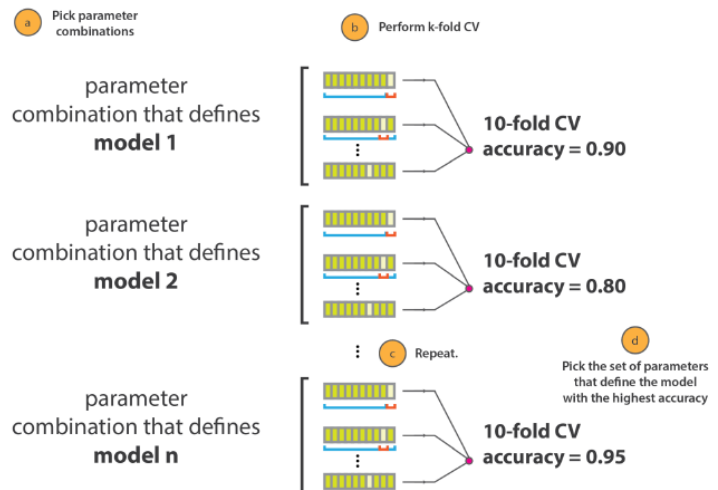 a
Pick parameter
combinations
b
Perform k-fold CV
parameter
combination that defines
model 1
10-fold CV
accuracy = 0.90
parameter
combination that defines
model 2
10-fold CV
accuracy = 0.80
c
Repeat.
d
Pick the set of parameters
that define the model
with the highest accuracy
parameter
combination that defines
model n
10-fold CV
accuracy = 0.95